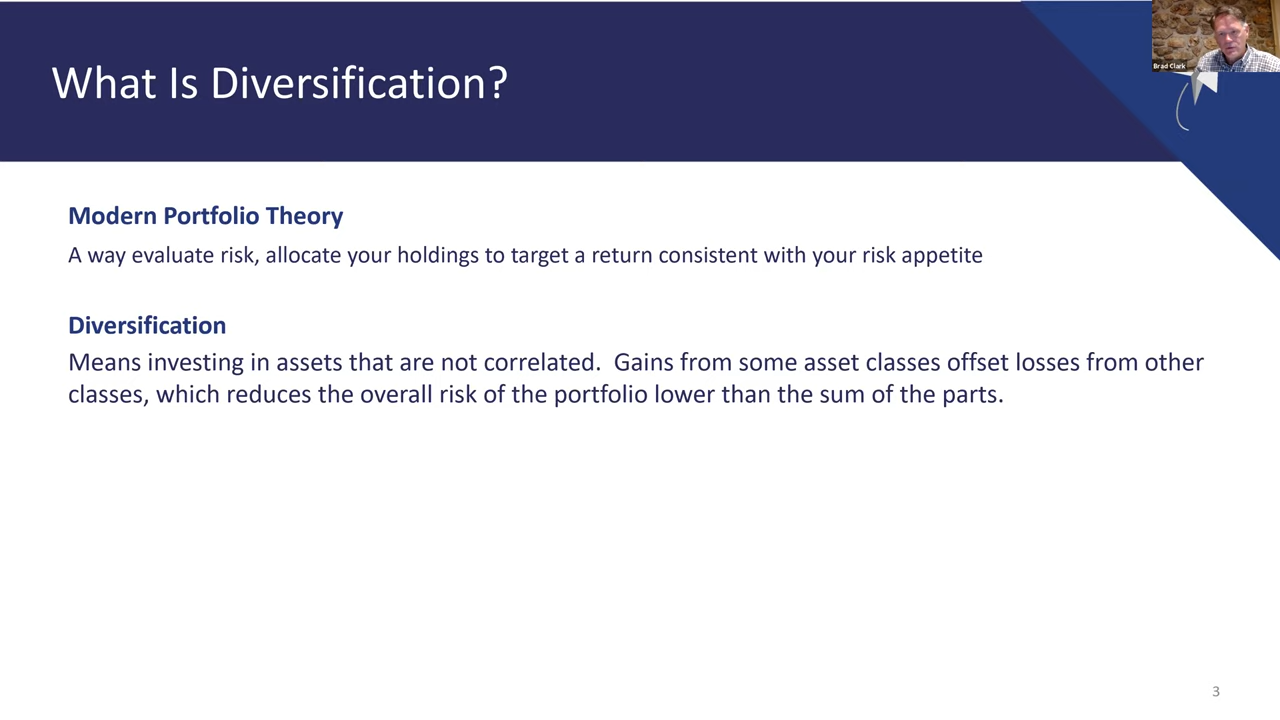 What Is Diversification?
Brad Clark
Modern Portfolio Theory
A way evaluate risk, allocate your holdings to target a return consistent with your risk appetite
Diversification
Means investing in assets that are not correlated.  Gains from some asset classes offset losses from other
classes, which reduces the overall risk of the portfolio lower than the sum of the parts.
3